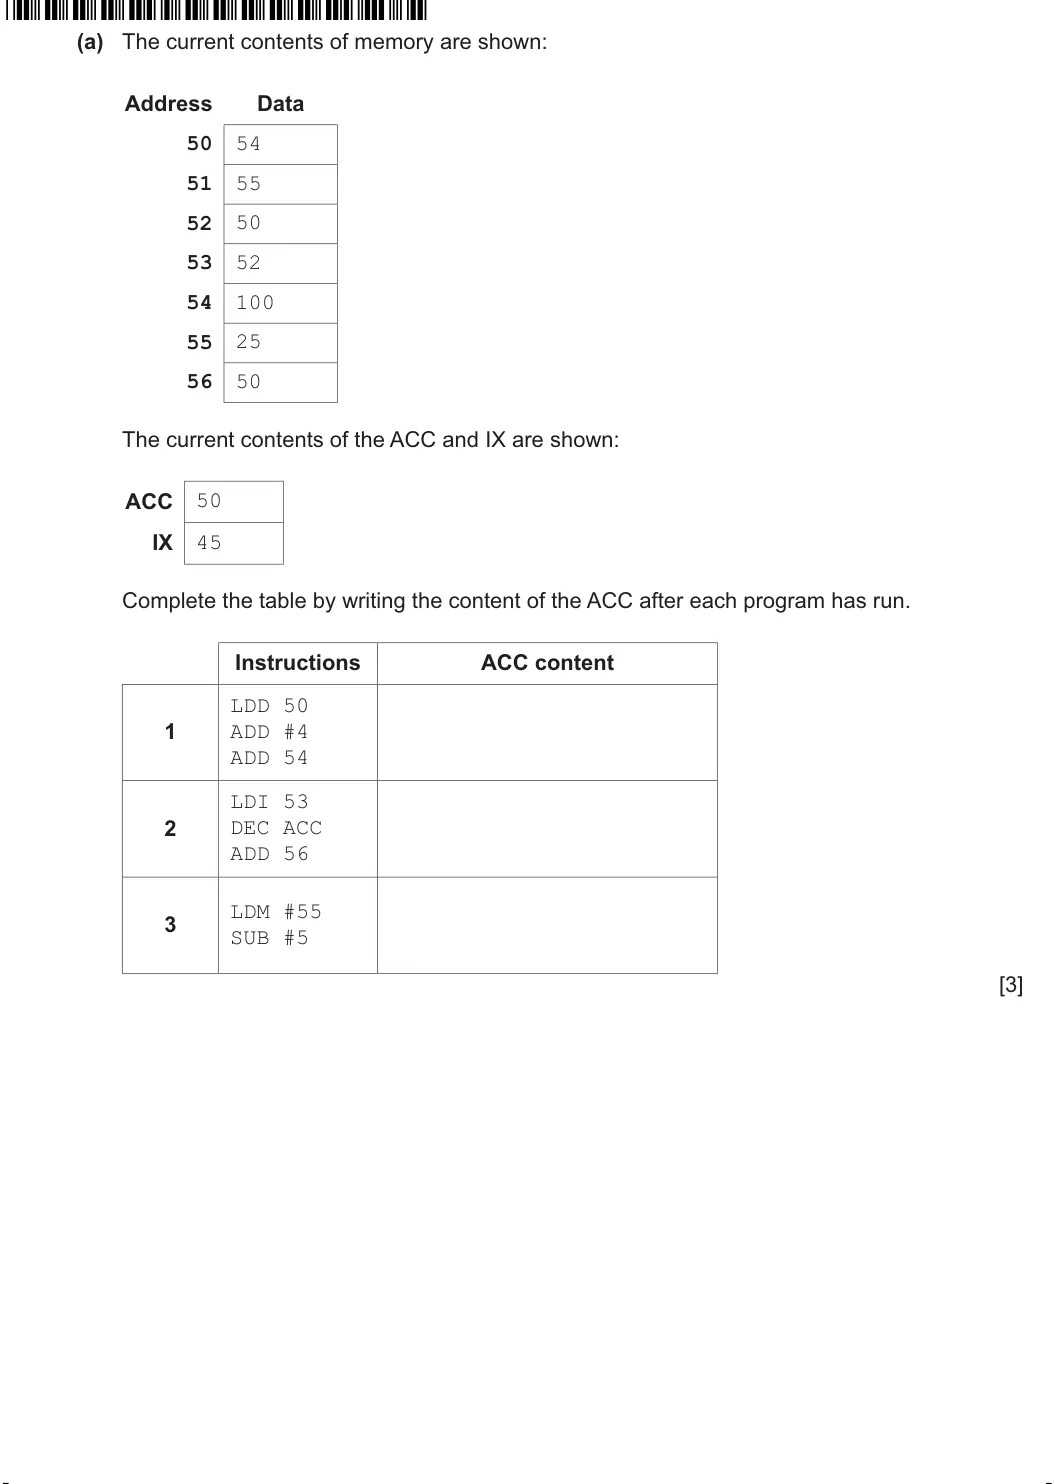 (a) The current contents of memory are shown:
Address Data
50 54
51 55
52 50
53 52
54 100
55 25
56 50
The current contents of the ACC and IX are shown:
ACC 50
IX 45
Complete the table by writing the content of the ACC after each program has run.
Instructions ACC content
1
LDD 50
ADD #4
ADD 54
2
LDI 53
DEC ACC
ADD 56
3
LDM #55
SUB #5
[3]